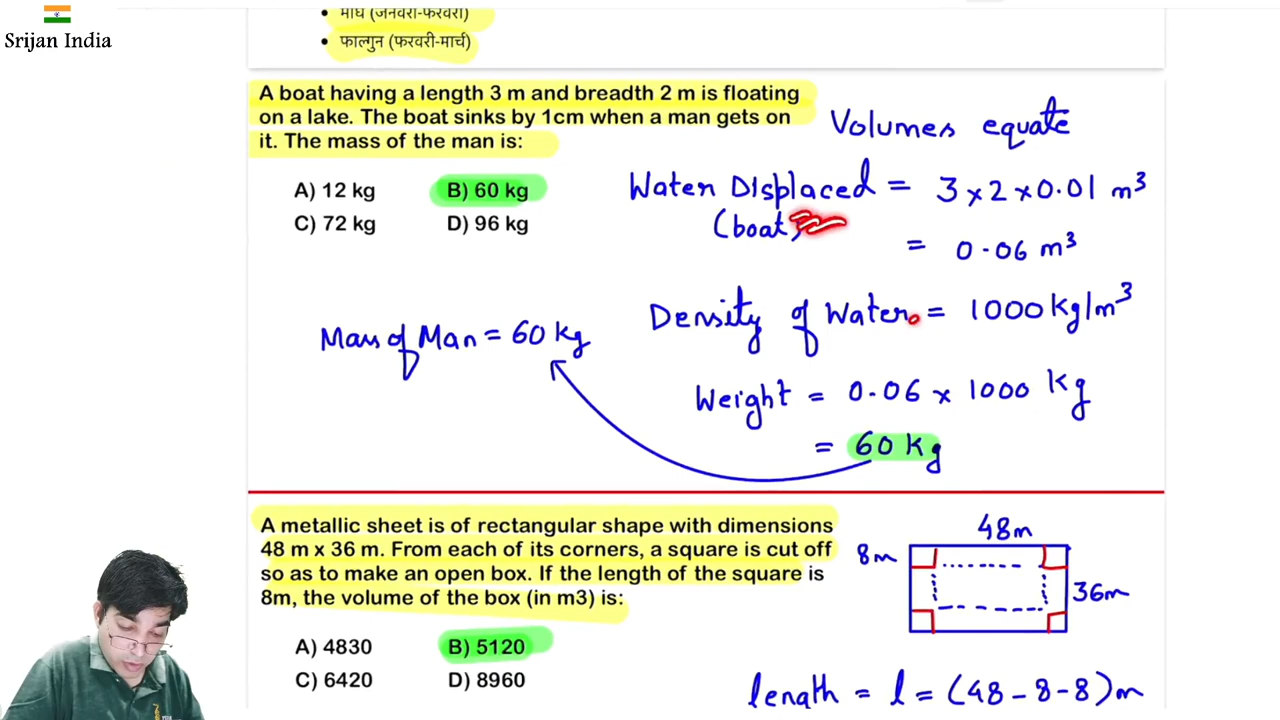 Srijan India
• माघ (जनवरी-फरवरी)
• फाल्गुन (फरवरी-मार्च)
A boat having a length 3 m and breadth 2 m is floating
on a lake. The boat sinks by 1cm when a man gets on
it. The mass of the man is:
A) 12 kg B) 60 kg
C) 72 kg D) 96 kg
Volumes equate
Water Displaced = 3 × 2 × 0.01 m³
(boat)
= 0.06 m³
Density of Water = 1000 kg/m³
Mass of Man = 60 kg
Weight = 0.06 × 1000 kg
= 60 kg
A metallic sheet is of rectangular shape with dimensions
48 m x 36 m. From each of its corners, a square is cut off
so as to make an open box. If the length of the square is
8m, the volume of the box (in m3) is:
A) 4830 B) 5120
C) 6420 D) 8960
48m
8m
36m
length = l = (48 - 8 - 8) m